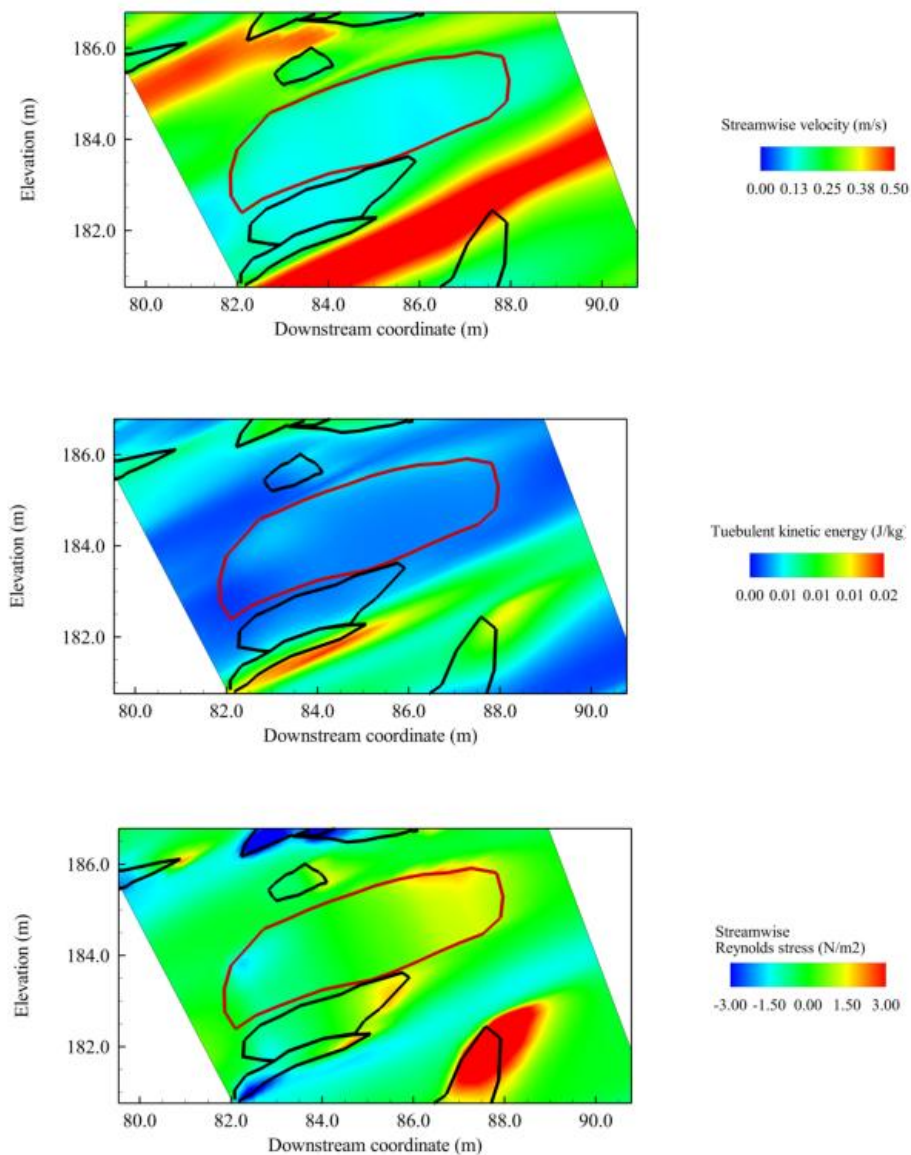 186.0
184.0
182.0
Elevation (m)
80.0 82.0 84.0 86.0 88.0 90.0
Downstream coordinate (m)
Streamwise velocity (m/s)
0.00 0.13 0.25 0.38 0.50
186.0
184.0
182.0
Elevation (m)
80.0 82.0 84.0 86.0 88.0 90.0
Downstream coordinate (m)
Tuebulent kinetic energy (J/kg
0.00 0.01 0.01 0.01 0.02
186.0
184.0
182.0
Elevation (m)
80.0 82.0 84.0 86.0 88.0 90.0
Downstream coordinate (m)
Streamwise
Reynolds stress (N/m2)
-3.00 -1.50 0.00 1.50 3.00